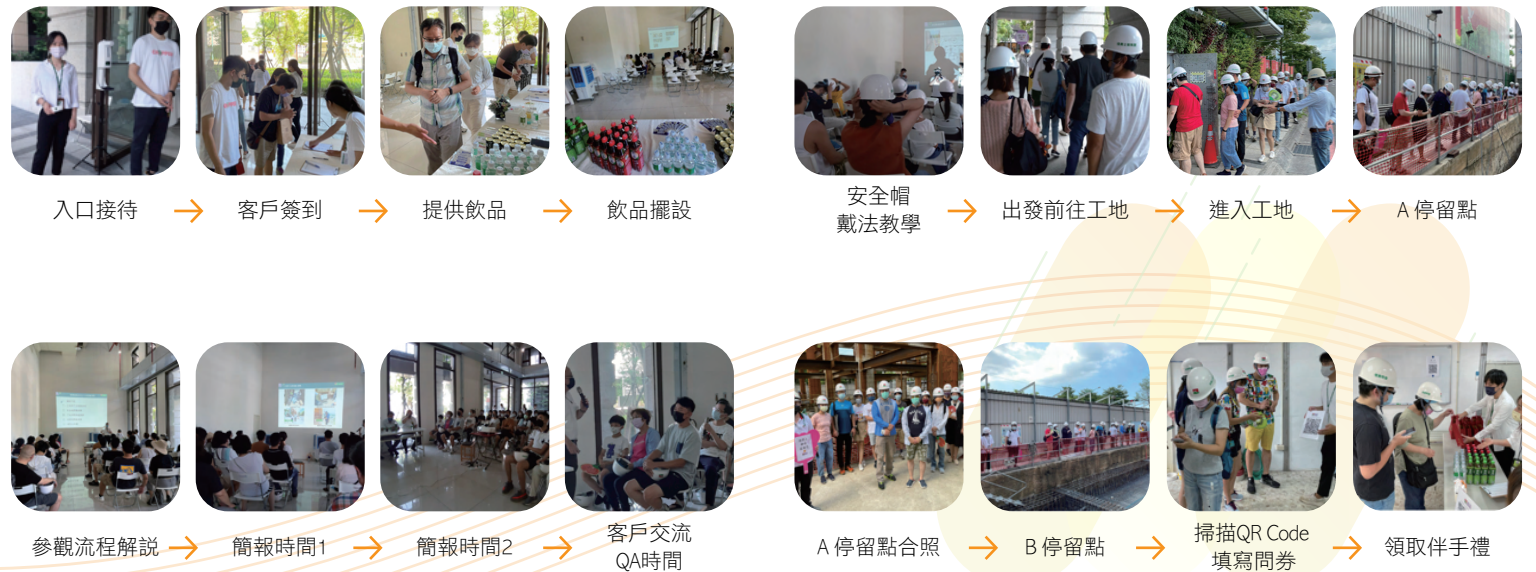 入口接待
客戶簽到
提供飲品
飲品擺設
安全帽
戴法教學
出發前往工地
進入工地
A 停留點
參觀流程解說
簡報時間1
簡報時間2
客戶交流
QA時間
A 停留點合照
B 停留點
掃描QR Code
填寫問券
領取伴手禮